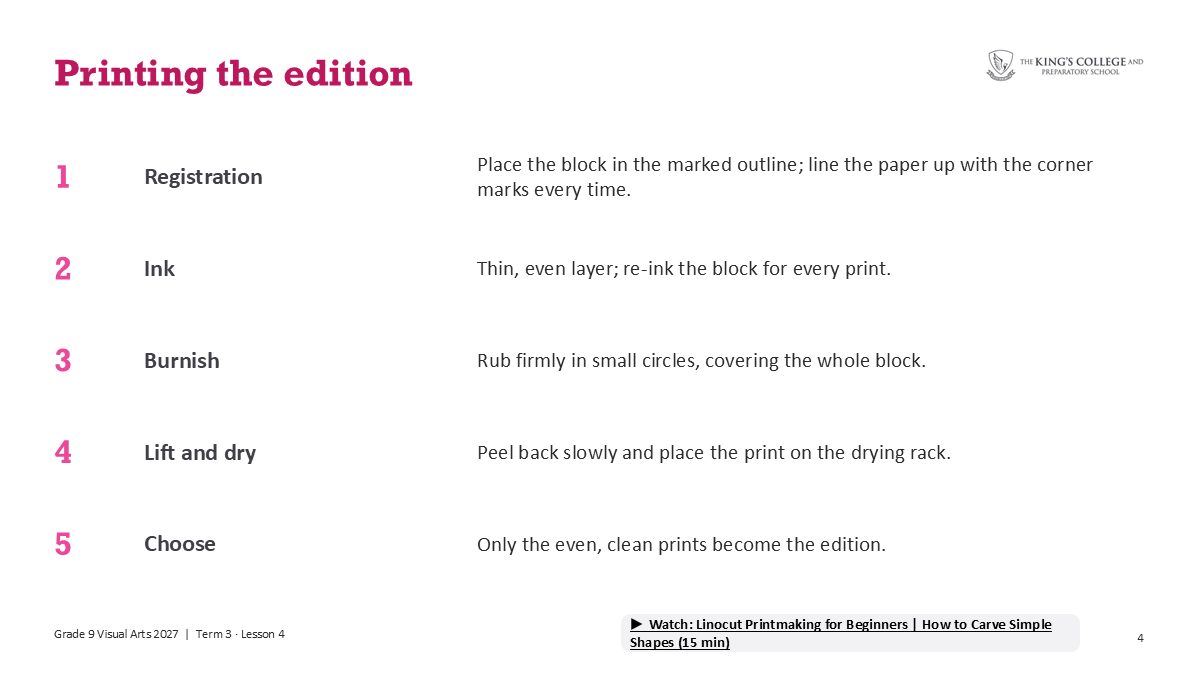 Printing the edition
THE KING'S COLLEGE AND
PREPARATORY SCHOOL
1
Registration
Place the block in the marked outline; line the paper up with the corner
marks every time.
2
Ink
Thin, even layer; re-ink the block for every print.
3
Burnish
Rub firmly in small circles, covering the whole block.
4
Lift and dry
Peel back slowly and place the print on the drying rack.
5
Choose
Only the even, clean prints become the edition.
Grade 9 Visual Arts 2027 | Term 3 · Lesson 4
▶ Watch: Linocut Printmaking for Beginners | How to Carve Simple
Shapes (15 min)
4